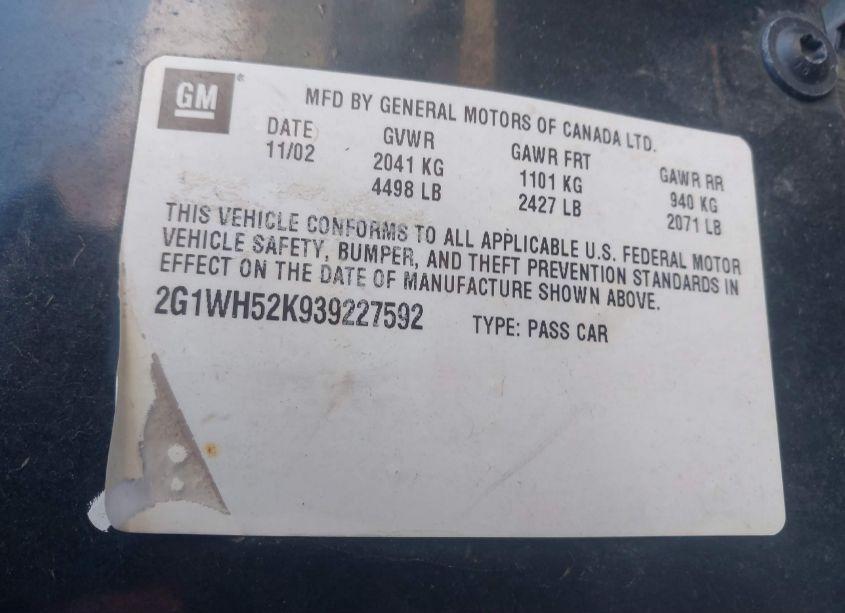 GM
MFD BY GENERAL MOTORS OF CANADA LTD.
DATE GVWR GAWR FRT GAWR RR
11/02 2041 KG 1101 KG 940 KG
4498 LB 2427 LB 2071 LB
THIS VEHICLE CONFORMS TO ALL APPLICABLE U.S. FEDERAL MOTOR
VEHICLE SAFETY, BUMPER, AND THEFT PREVENTION STANDARDS IN
EFFECT ON THE DATE OF MANUFACTURE SHOWN ABOVE.
2G1WH52K939227592 TYPE: PASS CAR